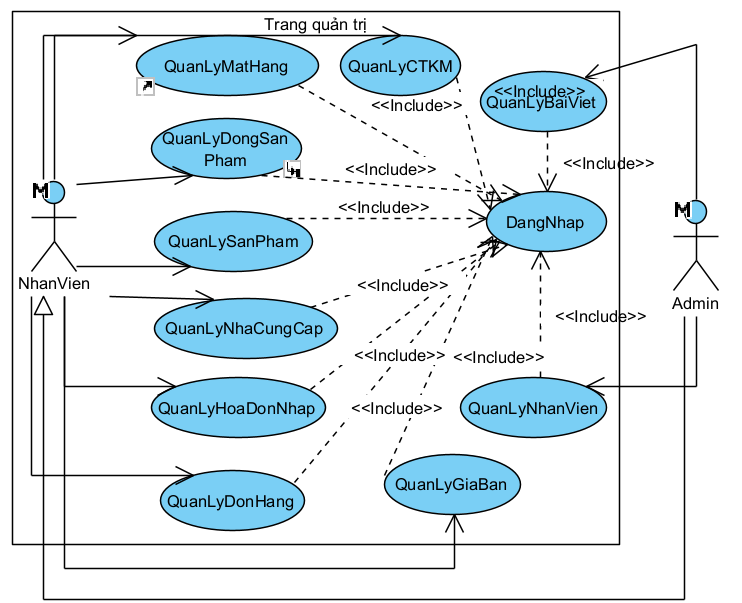 Trang quản trị
QuanLyMatHang
QuanLyCTKM
<<Include>>
<<Include>>
QuanLyBaiViet
QuanLyDongSan
Pham
<<Include>>
<<Include>>
M
<<Include>>
M
DangNhap
QuanLySanPham
NhanVien
<<Include>>
Admin
QuanLyNhaCungCap
<<Include>>
<<Include>>
<<Include>>
QuanLyHoaDonNhap
<<Include>>
QuanLyNhanVien
QuanLyDonHang
QuanLyGiaBan